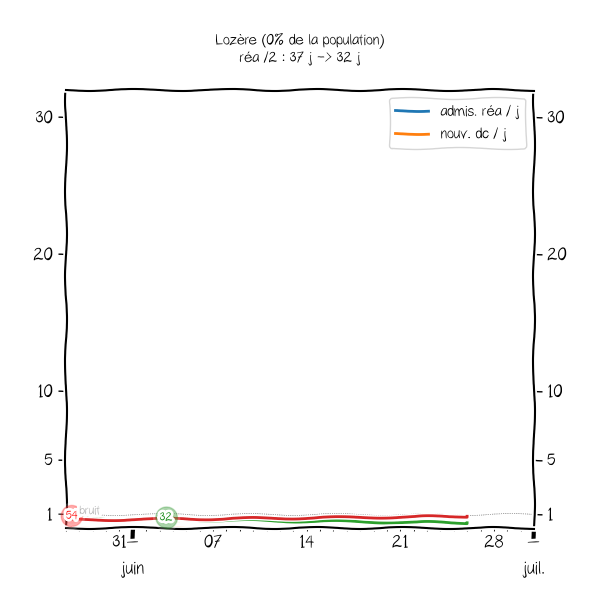 Lozère (0% de la population)
réa /2 : 37 j -> 32 j
admis. réa / j
nouv. dc / j
30
30
20
20
10
10
5
5
1
54
bruit
32
1
31
07
14
21
28
juin
juil.